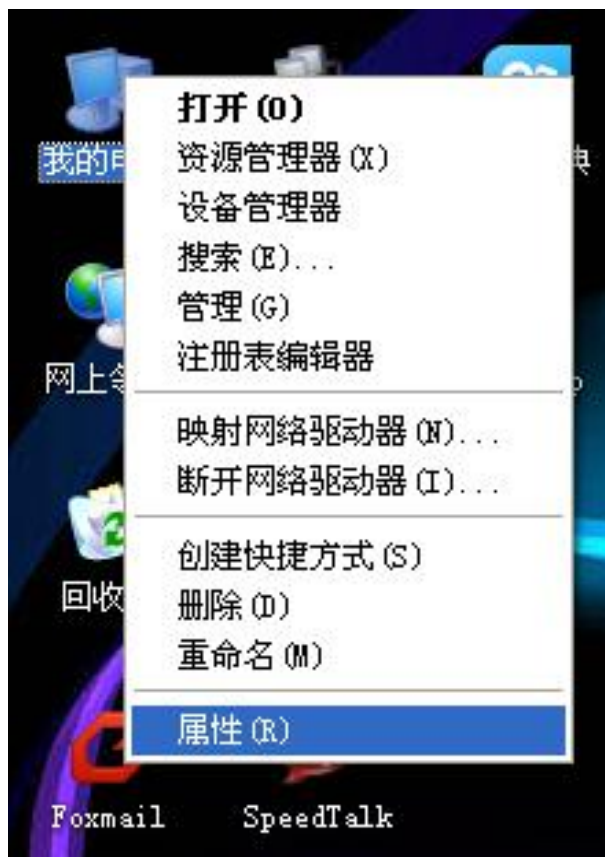 打开(O)
资源管理器(X)
设备管理器
搜索(E)...
管理(G)
注册表编辑器
映射网络驱动器(N)...
断开网络驱动器(I)...
创建快捷方式(S)
删除(D)
重命名(M)
属性(R)
我的
网上
回收
Foxmail
SpeedTalk